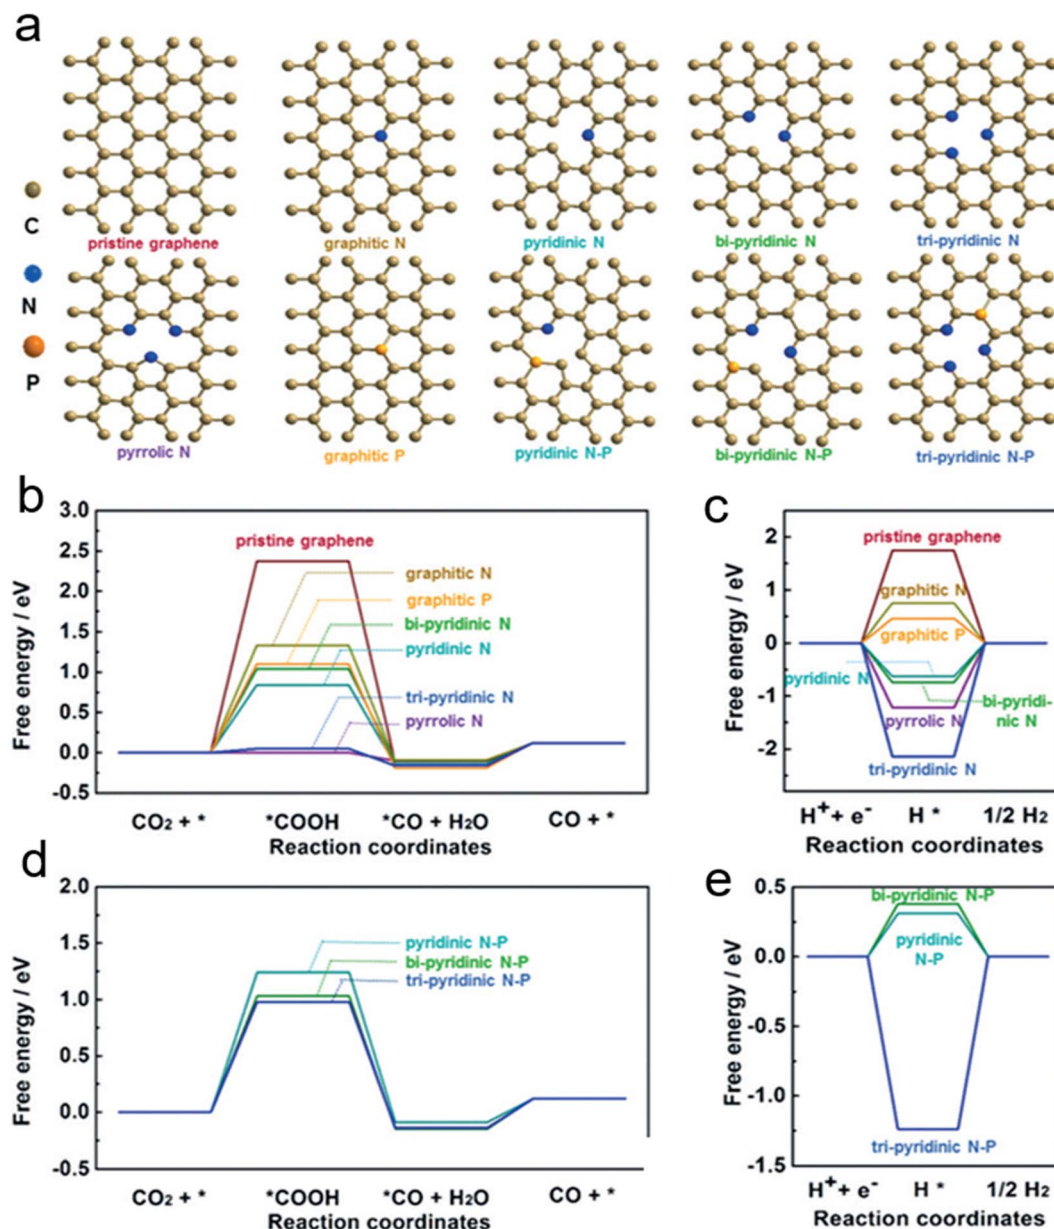 a
C
N
P
pristine graphene
graphitic N
pyridinic N
bi-pyridinic N
tri-pyridinic N
pyrrolic N
graphitic P
pyridinic N-P
bi-pyridinic N-P
tri-pyridinic N-P
b
3.0
2.5
2.0
1.5
1.0
0.5
0.0
-0.5
Free energy / eV
pristine graphene
graphitic N
graphitic P
bi-pyridinic N
pyridinic N
tri-pyridinic N
pyrrolic N
CO₂ + *
*COOH
*CO + H₂O
CO + *
Reaction coordinates
c
2
1
0
-1
-2
Free energy / eV
pristine graphene
graphitic N
graphitic P
pyridinic N
bi-pyridi-
nic N
pyrrolic N
tri-pyridinic N
H⁺ + e⁻
H *
1/2 H₂
Reaction coordinates
d
2.0
1.5
1.0
0.5
0.0
-0.5
Free energy / eV
pyridinic N-P
bi-pyridinic N-P
tri-pyridinic N-P
CO₂ + *
*COOH
*CO + H₂O
CO + *
Reaction coordinates
e
0.5
0.0
-0.5
-1.0
-1.5
Free energy / eV
bi-pyridinic N-P
pyridinic
N-P
tri-pyridinic N-P
H⁺ + e⁻
H *
1/2 H₂
Reaction coordinates